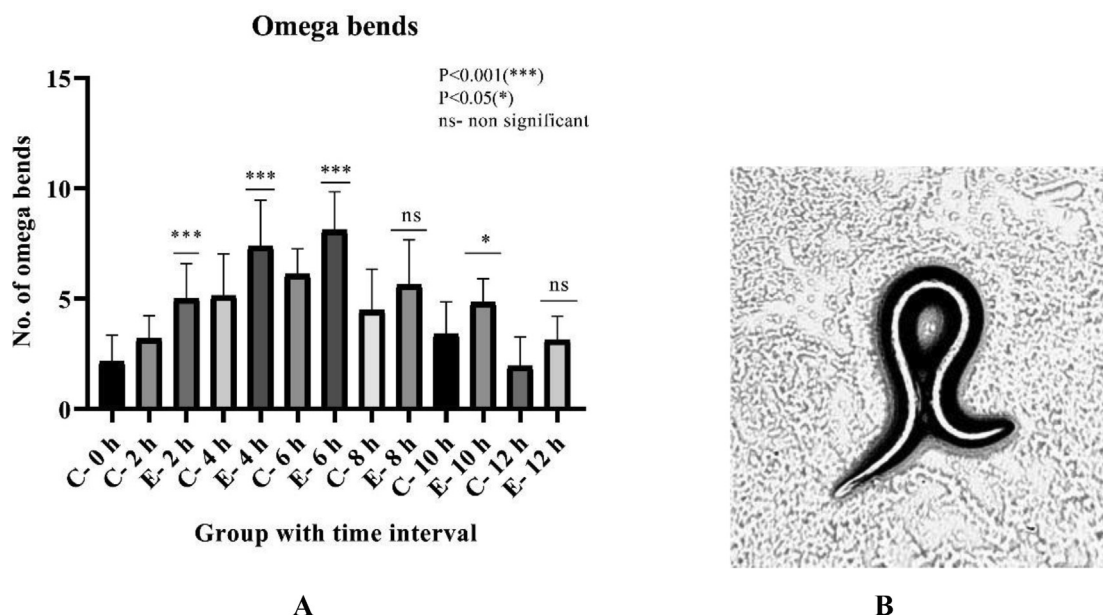 Omega bends
P<0.001(***)
P<0.05(*)
ns- non significant
No. of omega bends
15
10
5
0
***
***
***
ns
*
ns
C- 0 h
C- 2 h
E- 2 h
C- 4 h
E- 4 h
C- 6 h
E- 6 h
C- 8 h
E- 8 h
C- 10 h
E- 10 h
C- 12 h
E- 12 h
Group with time interval
A
B